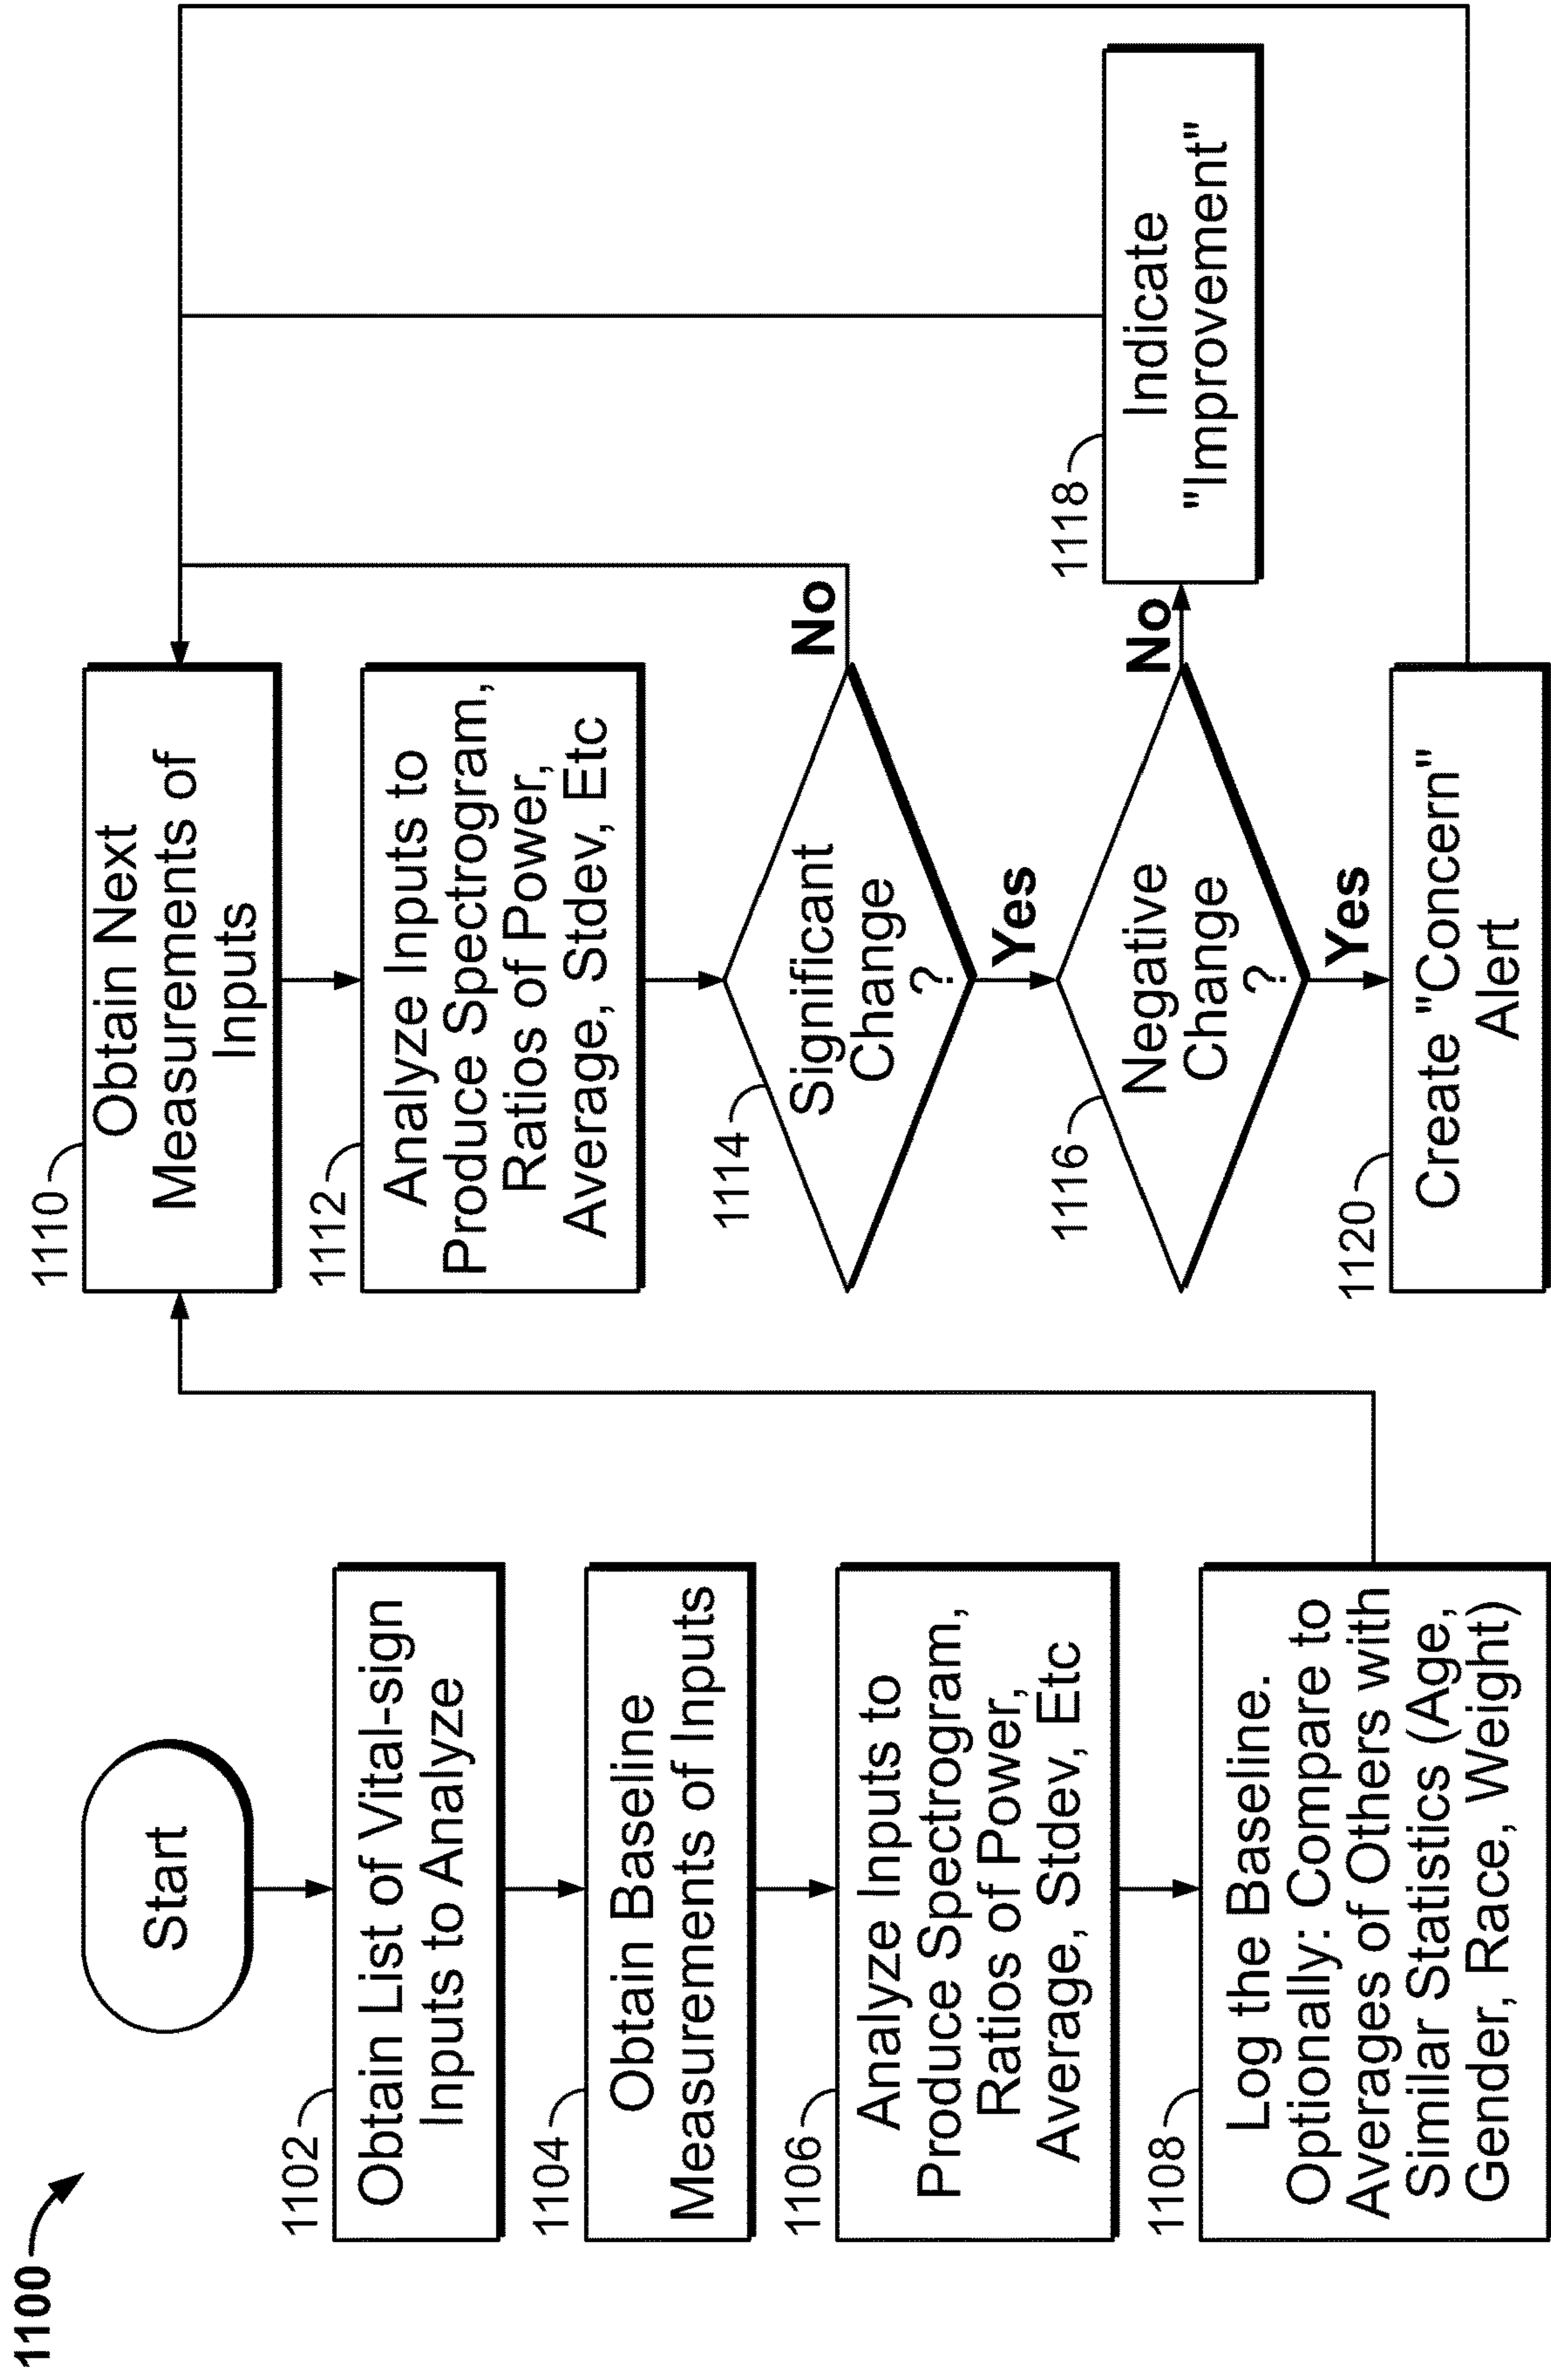 1100
Start
1102
Obtain List of Vital-sign
Inputs to Analyze
1104
Obtain Baseline
Measurements of Inputs
1106
Analyze Inputs to
Produce Spectrogram,
Ratios of Power,
Average, Stdev, Etc
1108
Log the Baseline.
Optionally: Compare to
Averages of Others with
Similar Statistics (Age,
Gender, Race, Weight)
1110
Obtain Next
Measurements of
Inputs
1112
Analyze Inputs to
Produce Spectrogram,
Ratios of Power,
Average, Stdev, Etc
1114
Significant
Change
?
No
Yes
1116
Negative
Change
?
No
Yes
1118
Indicate
"Improvement"
1120
Create "Concern"
Alert